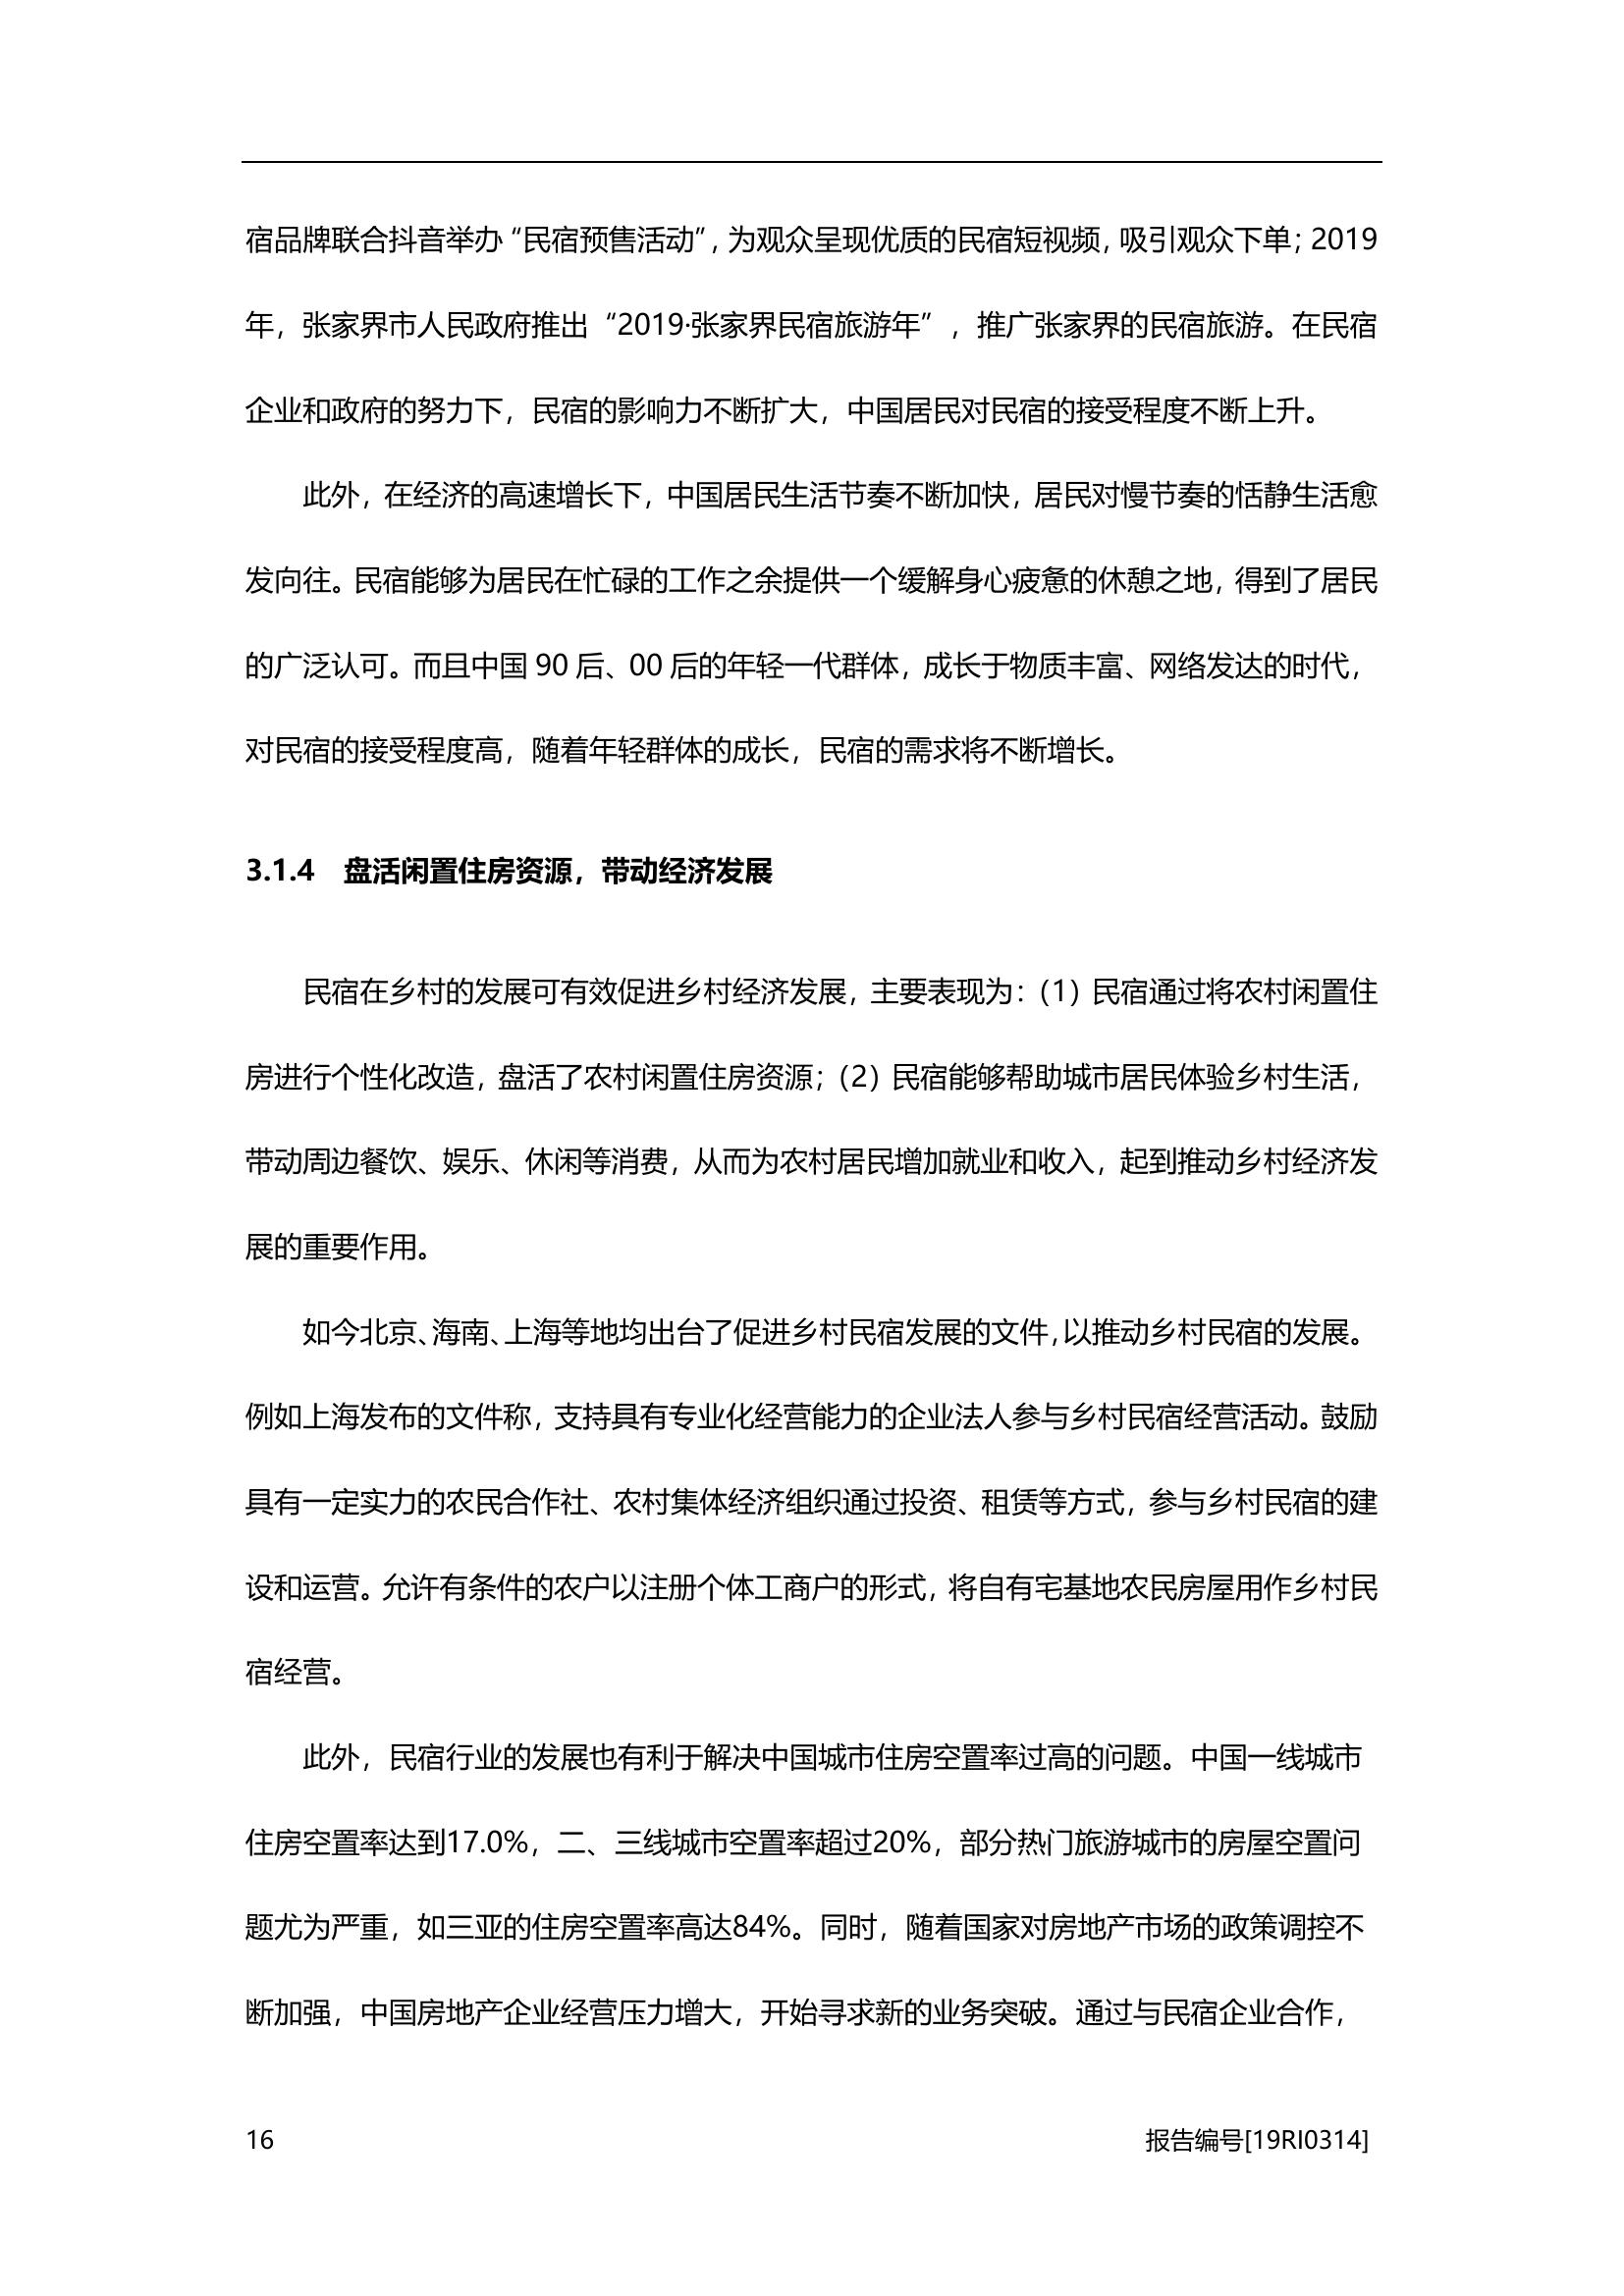 宿品牌联合抖音举办“民宿预售活动”，为观众呈现优质的民宿短视频，吸引观众下单；2019
年，张家界市人民政府推出“2019·张家界民宿旅游年”，推广张家界的民宿旅游。在民宿
企业和政府的努力下，民宿的影响力不断扩大，中国居民对民宿的接受程度不断上升。
此外，在经济的高速增长下，中国居民生活节奏不断加快，居民对慢节奏的恬静生活愈
发向往。民宿能够为居民在忙碌的工作之余提供一个缓解身心疲惫的休憩之地，得到了居民
的广泛认可。而且中国 90 后、00 后的年轻一代群体，成长于物质丰富、网络发达的时代，
对民宿的接受程度高，随着年轻群体的成长，民宿的需求将不断增长。
3.1.4 盘活闲置住房资源，带动经济发展
民宿在乡村的发展可有效促进乡村经济发展，主要表现为：（1）民宿通过将农村闲置住
房进行个性化改造，盘活了农村闲置住房资源；（2）民宿能够帮助城市居民体验乡村生活，
带动周边餐饮、娱乐、休闲等消费，从而为农村居民增加就业和收入，起到推动乡村经济发
展的重要作用。
如今北京、海南、上海等地均出台了促进乡村民宿发展的文件，以推动乡村民宿的发展。
例如上海发布的文件称，支持具有专业化经营能力的企业法人参与乡村民宿经营活动。鼓励
具有一定实力的农民合作社、农村集体经济组织通过投资、租赁等方式，参与乡村民宿的建
设和运营。允许有条件的农户以注册个体工商户的形式，将自有宅基地农民房屋用作乡村民
宿经营。
此外，民宿行业的发展也有利于解决中国城市住房空置率过高的问题。中国一线城市
住房空置率达到17.0%，二、三线城市空置率超过20%，部分热门旅游城市的房屋空置问
题尤为严重，如三亚的住房空置率高达84%。同时，随着国家对房地产市场的政策调控不
断加强，中国房地产企业经营压力增大，开始寻求新的业务突破。通过与民宿企业合作，
16 报告编号[19RI0314]